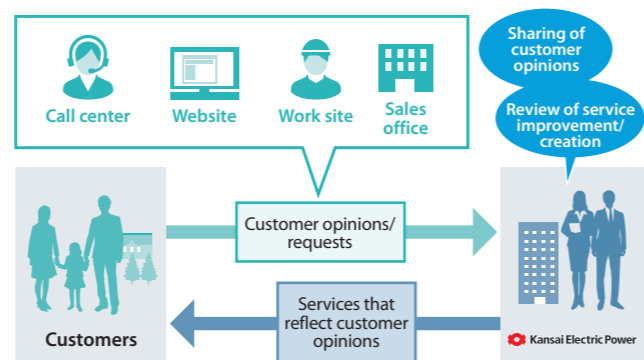 Call center
Website
Work site
Sales
office
Sharing of
customer
opinions
Review of service
improvement/
creation
Customer opinions/
requests
Services that
reflect customer
opinions
Customers
Kansai Electric Power